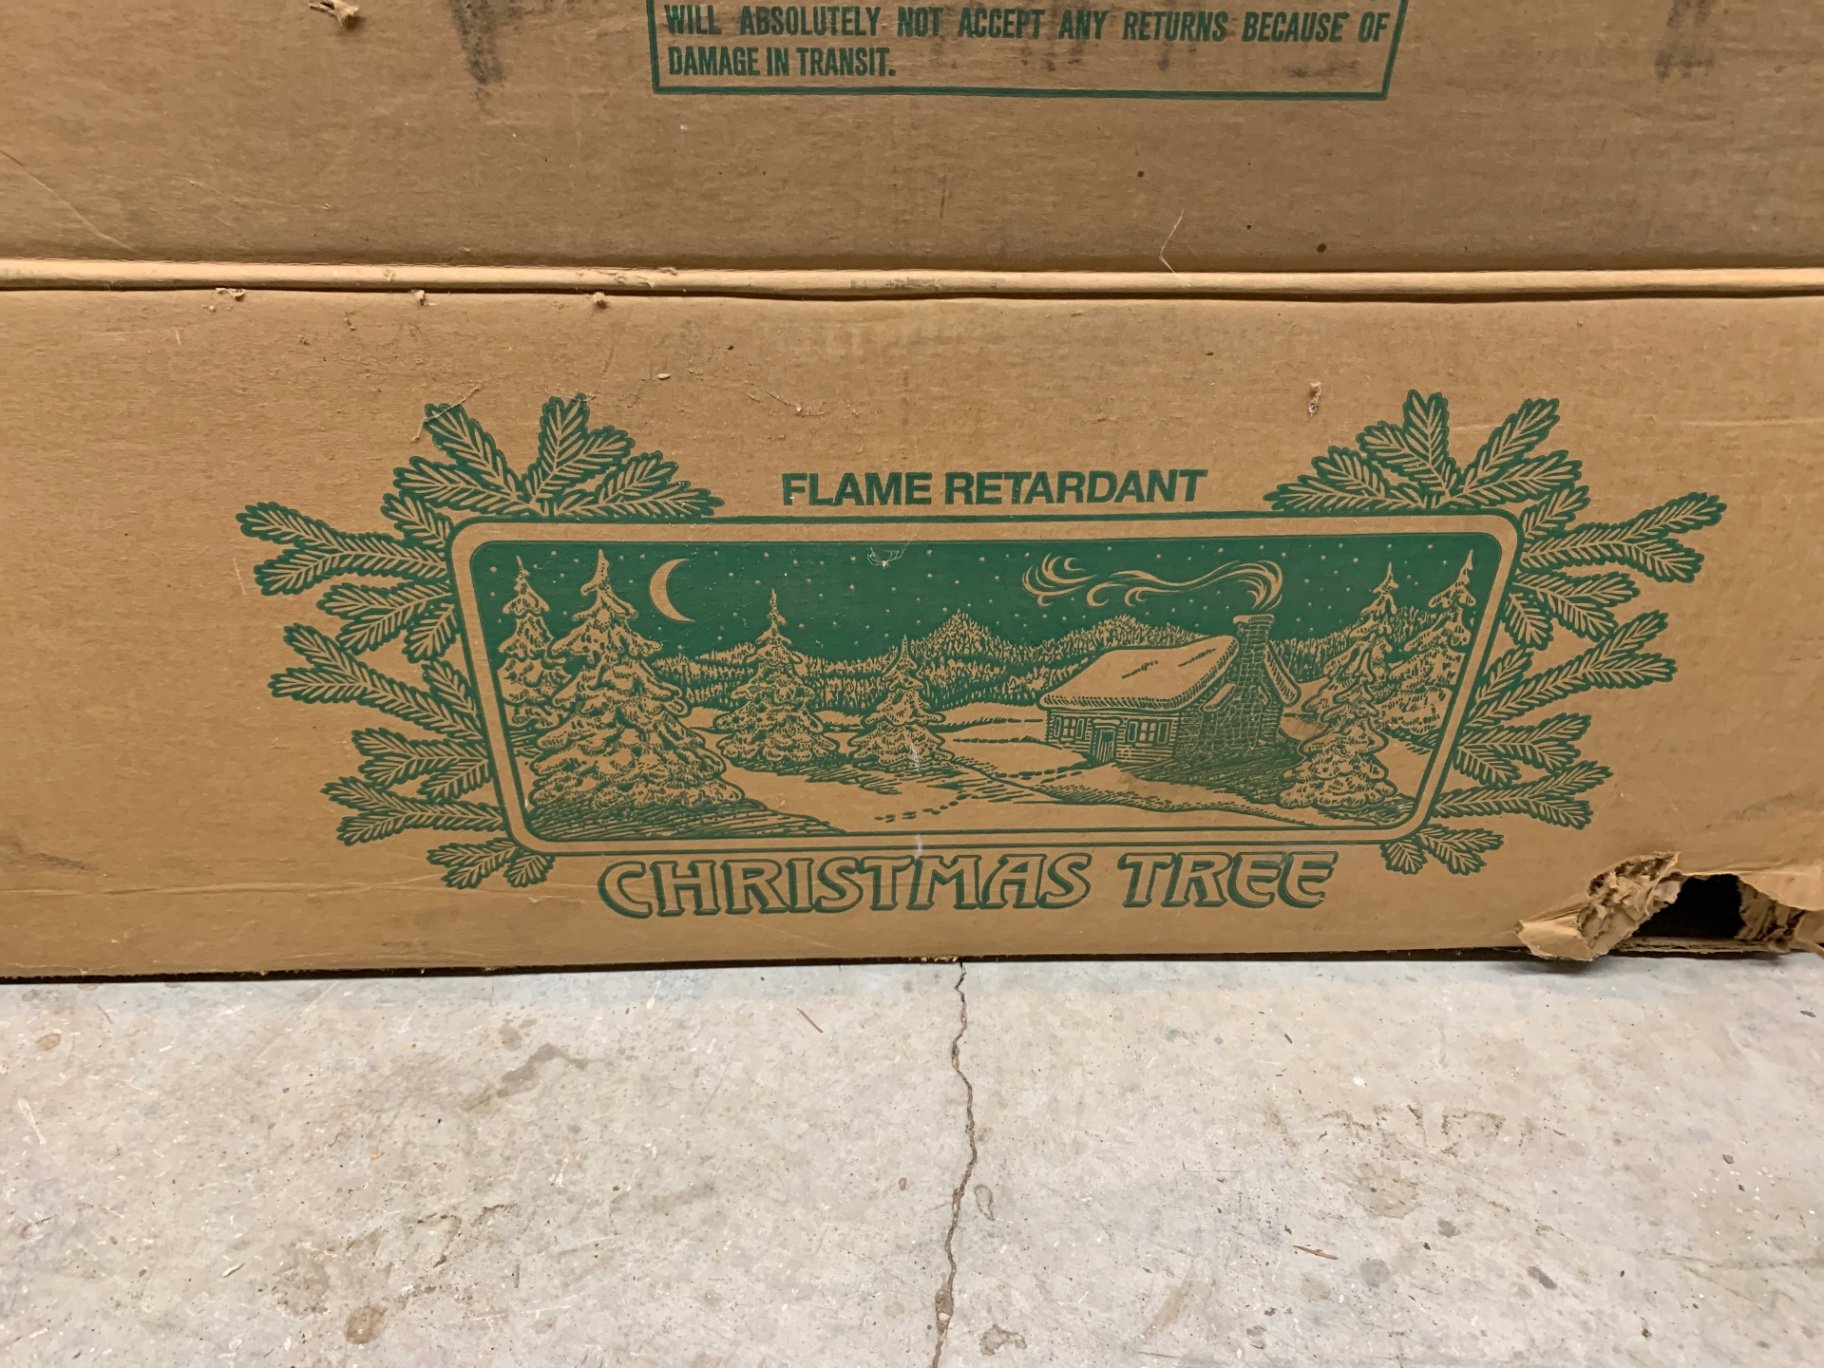 WILL ABSOLUTELY NOT ACCEPT ANY RETURNS BECAUSE OF
DAMAGE IN TRANSIT.
FLAME RETARDANT
CHRISTMAS TREE